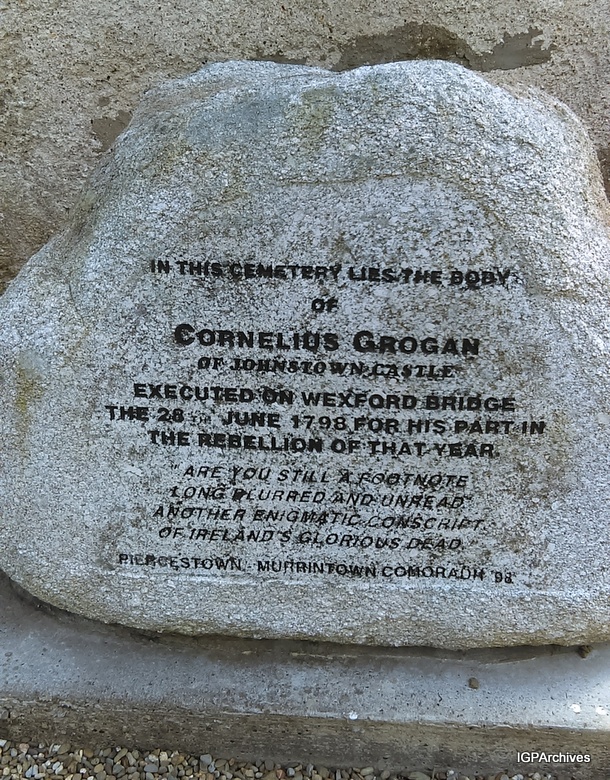 IN THIS CEMETERY LIES THE BODY
OF
CORNELIUS GROGAN
OF JOHNSTOWN CASTLE
EXECUTED ON WEXFORD BRIDGE
THE 28TH JUNE 1798 FOR HIS PART IN
THE REBELLION OF THAT YEAR.
"ARE YOU STILL A FOOTNOTE
LONG BLURRED AND UNREAD
ANOTHER ENIGMATIC CONSCRIPT
OF IRELAND'S GLORIOUS DEAD."
PIERCESTOWN - MURRINTOWN COMORADH '98
IGPArchives